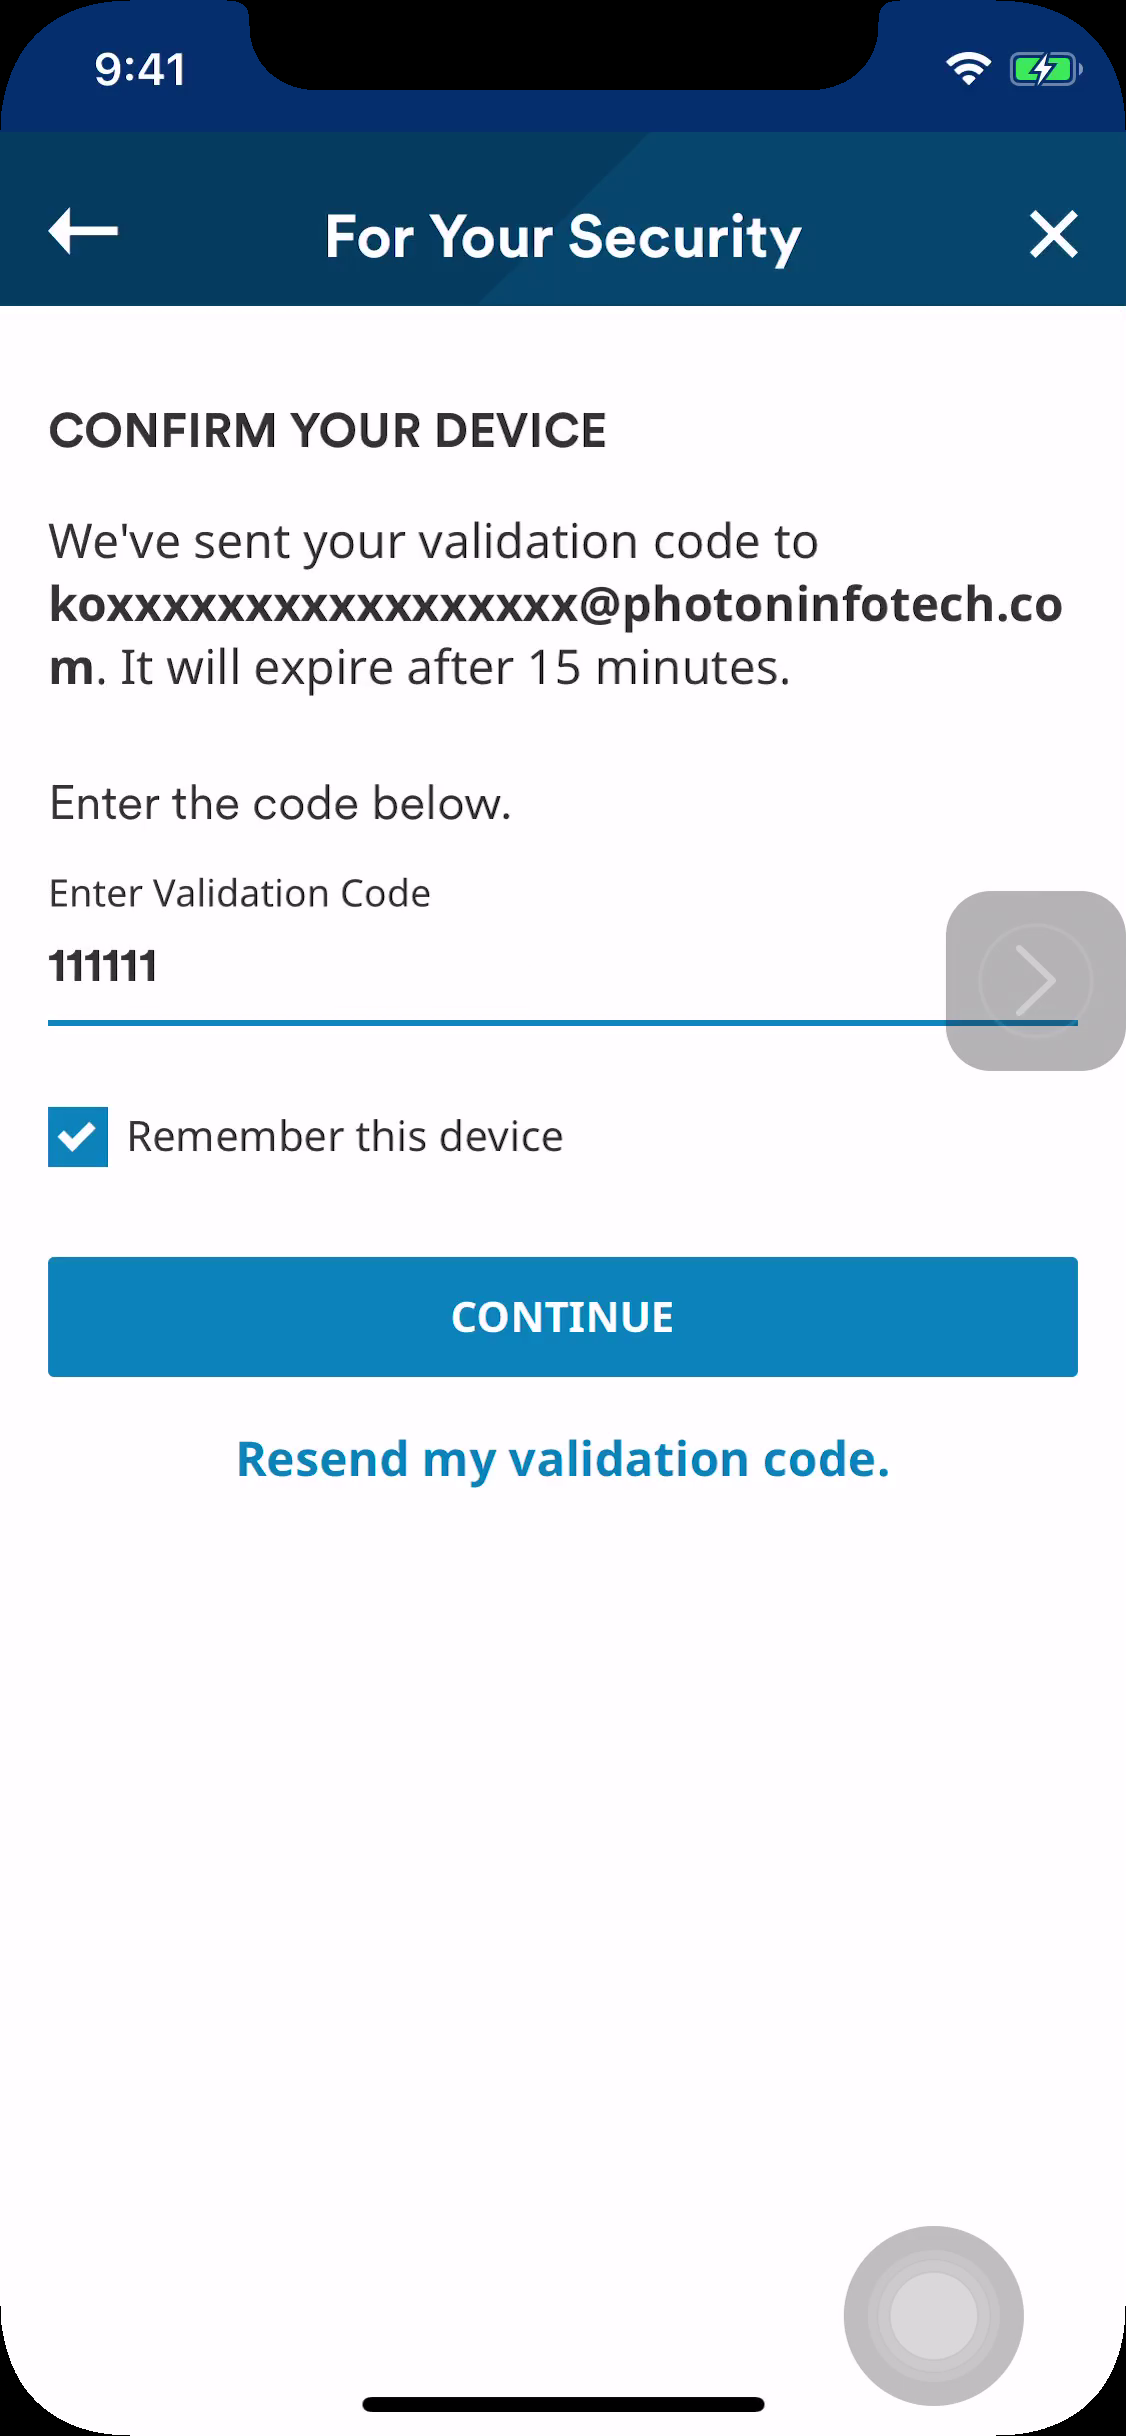 9:41
For Your Security
CONFIRM YOUR DEVICE
We've sent your validation code to
koxxxxxxxxxxxxxxxxx@photoninfotech.co
m. It will expire after 15 minutes.
Enter the code below.
Enter Validation Code
111111
Remember this device
CONTINUE
Resend my validation code.